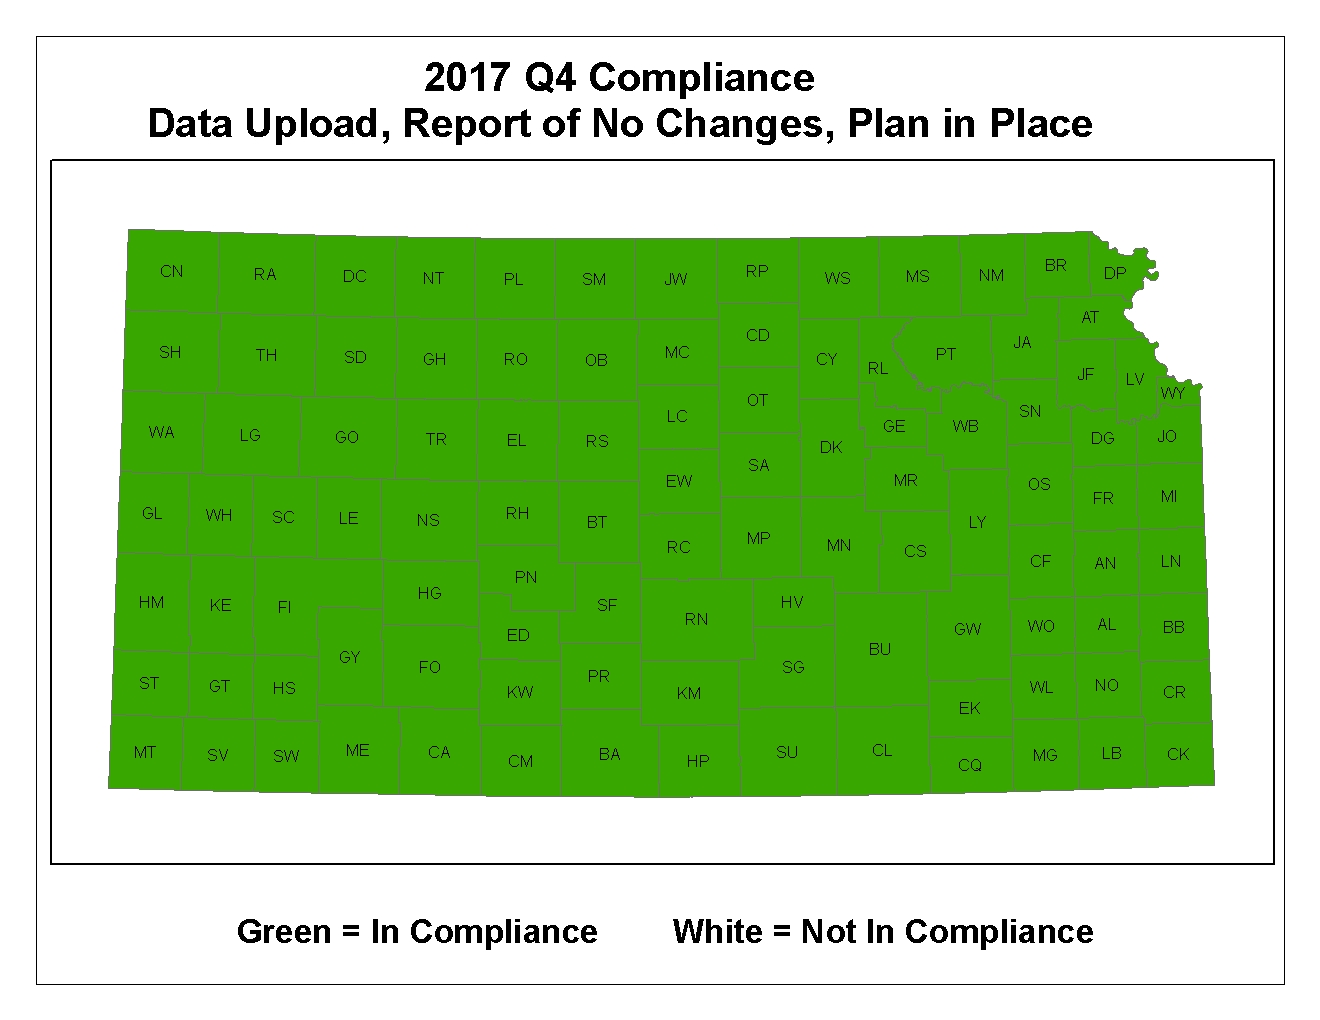 2017 Q4 Compliance
Data Upload, Report of No Changes, Plan in Place
CN RA DC NT PL SM JW RP WS MS NM BR DP
SH TH SD GH RO OB MC CD CY RL PT JA AT
JF LV WY
WA LG GO TR EL RS LC OT DK GE WB SN DG JO
GL WH SC LE NS RH BT EW SA MR OS FR MI
RC MP MN CS LY CF AN LN
HM KE FI HG PN SF RN HV GW WO AL BB
ED
ST GT HS GY FO KW PR KM SG BU EK WL NO CR
MT SV SW ME CA CM BA HP SU CL CQ MG LB CK
Green = In Compliance White = Not In Compliance